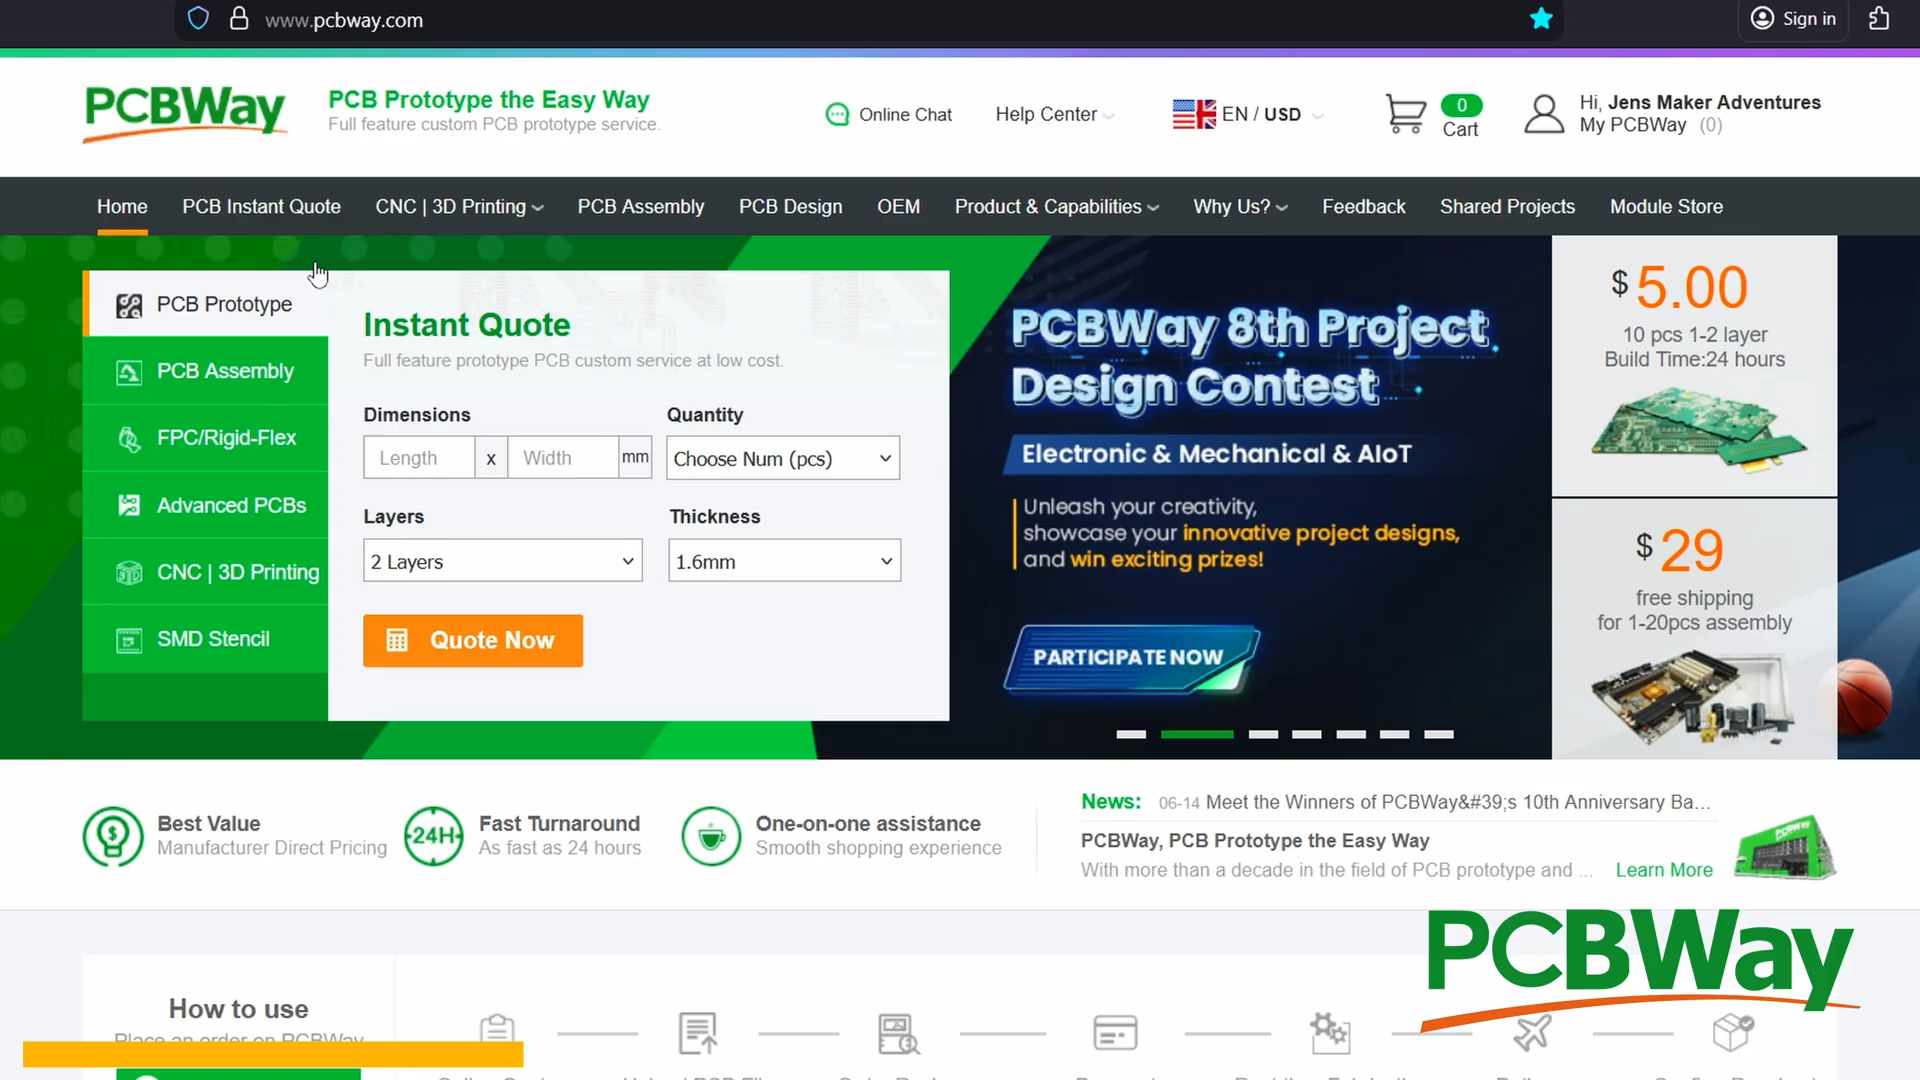 www.pcbway.com
Sign in
PCBWay
PCB Prototype the Easy Way
Full feature custom PCB prototype service.
Online Chat
Help Center
EN / USD
0
Cart
Hi, Jens Maker Adventures
My PCBWay (0)
Home
PCB Instant Quote
CNC | 3D Printing
PCB Assembly
PCB Design
OEM
Product & Capabilities
Why Us?
Feedback
Shared Projects
Module Store
PCB Prototype
PCB Assembly
FPC/Rigid-Flex
Advanced PCBs
CNC | 3D Printing
SMD Stencil
Instant Quote
Full feature prototype PCB custom service at low cost.
Dimensions
Quantity
Length x Width mm
Choose Num (pcs)
Layers
Thickness
2 Layers
1.6mm
Quote Now
PCBWay 8th Project
Design Contest
Electronic & Mechanical & AIoT
Unleash your creativity,
showcase your innovative project designs,
and win exciting prizes!
PARTICIPATE NOW
$ 5.00
10 pcs 1-2 layer
Build Time:24 hours
$ 29
free shipping
for 1-20pcs assembly
Best Value
Manufacturer Direct Pricing
24H
Fast Turnaround
As fast as 24 hours
One-on-one assistance
Smooth shopping experience
News: 06-14 Meet the Winners of PCBWay&#39;s 10th Anniversary Ba...
PCBWay, PCB Prototype the Easy Way
With more than a decade in the field of PCB prototype and ... Learn More
PCBWay
How to use
Place an order on PCBWay